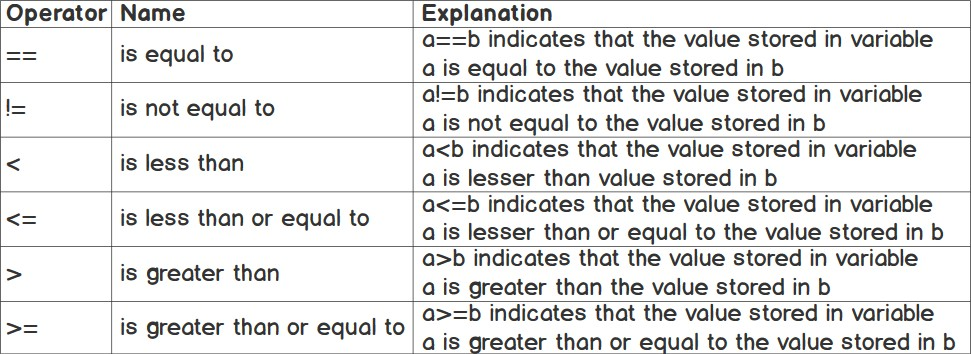 Operator Name Explanation
== is equal to a==b indicates that the value stored in variable
a is equal to the value stored in b
!= is not equal to a!=b indicates that the value stored in variable
a is not equal to the value stored in b
< is less than a<b indicates that the value stored in variable
a is lesser than value stored in b
<= is less than or equal to a<=b indicates that the value stored in variable
a is lesser than or equal to the value stored in b
> is greater than a>b indicates that the value stored in variable
a is greater than the value stored in b
>= is greater than or equal to a>=b indicates that the value stored in variable
a is greater than or equal to the value stored in b